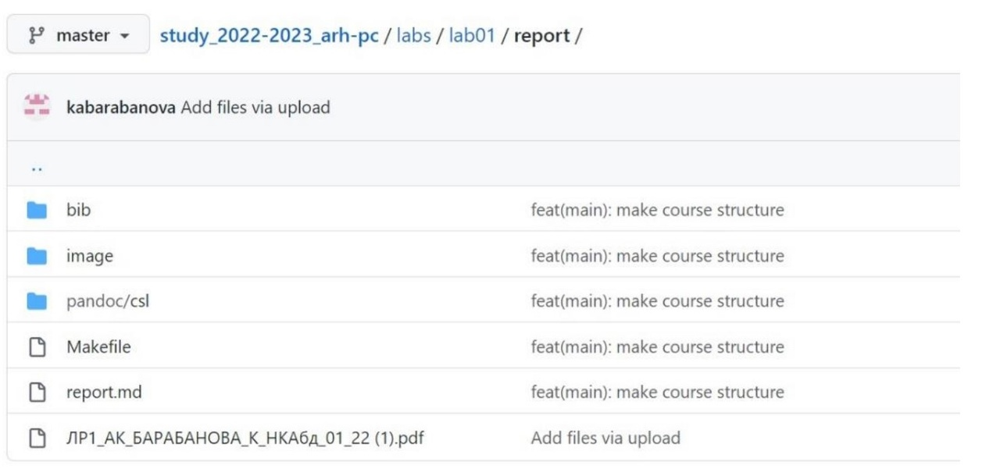 master study_2022-2023_arh-pc / labs / lab01 / report /
kabarabanova Add files via upload
..
bib feat(main): make course structure
image feat(main): make course structure
pandoc/csl feat(main): make course structure
Makefile feat(main): make course structure
report.md feat(main): make course structure
ЛР1_АК_БАРАБАНОВА_К_НКАбд_01_22 (1).pdf Add files via upload